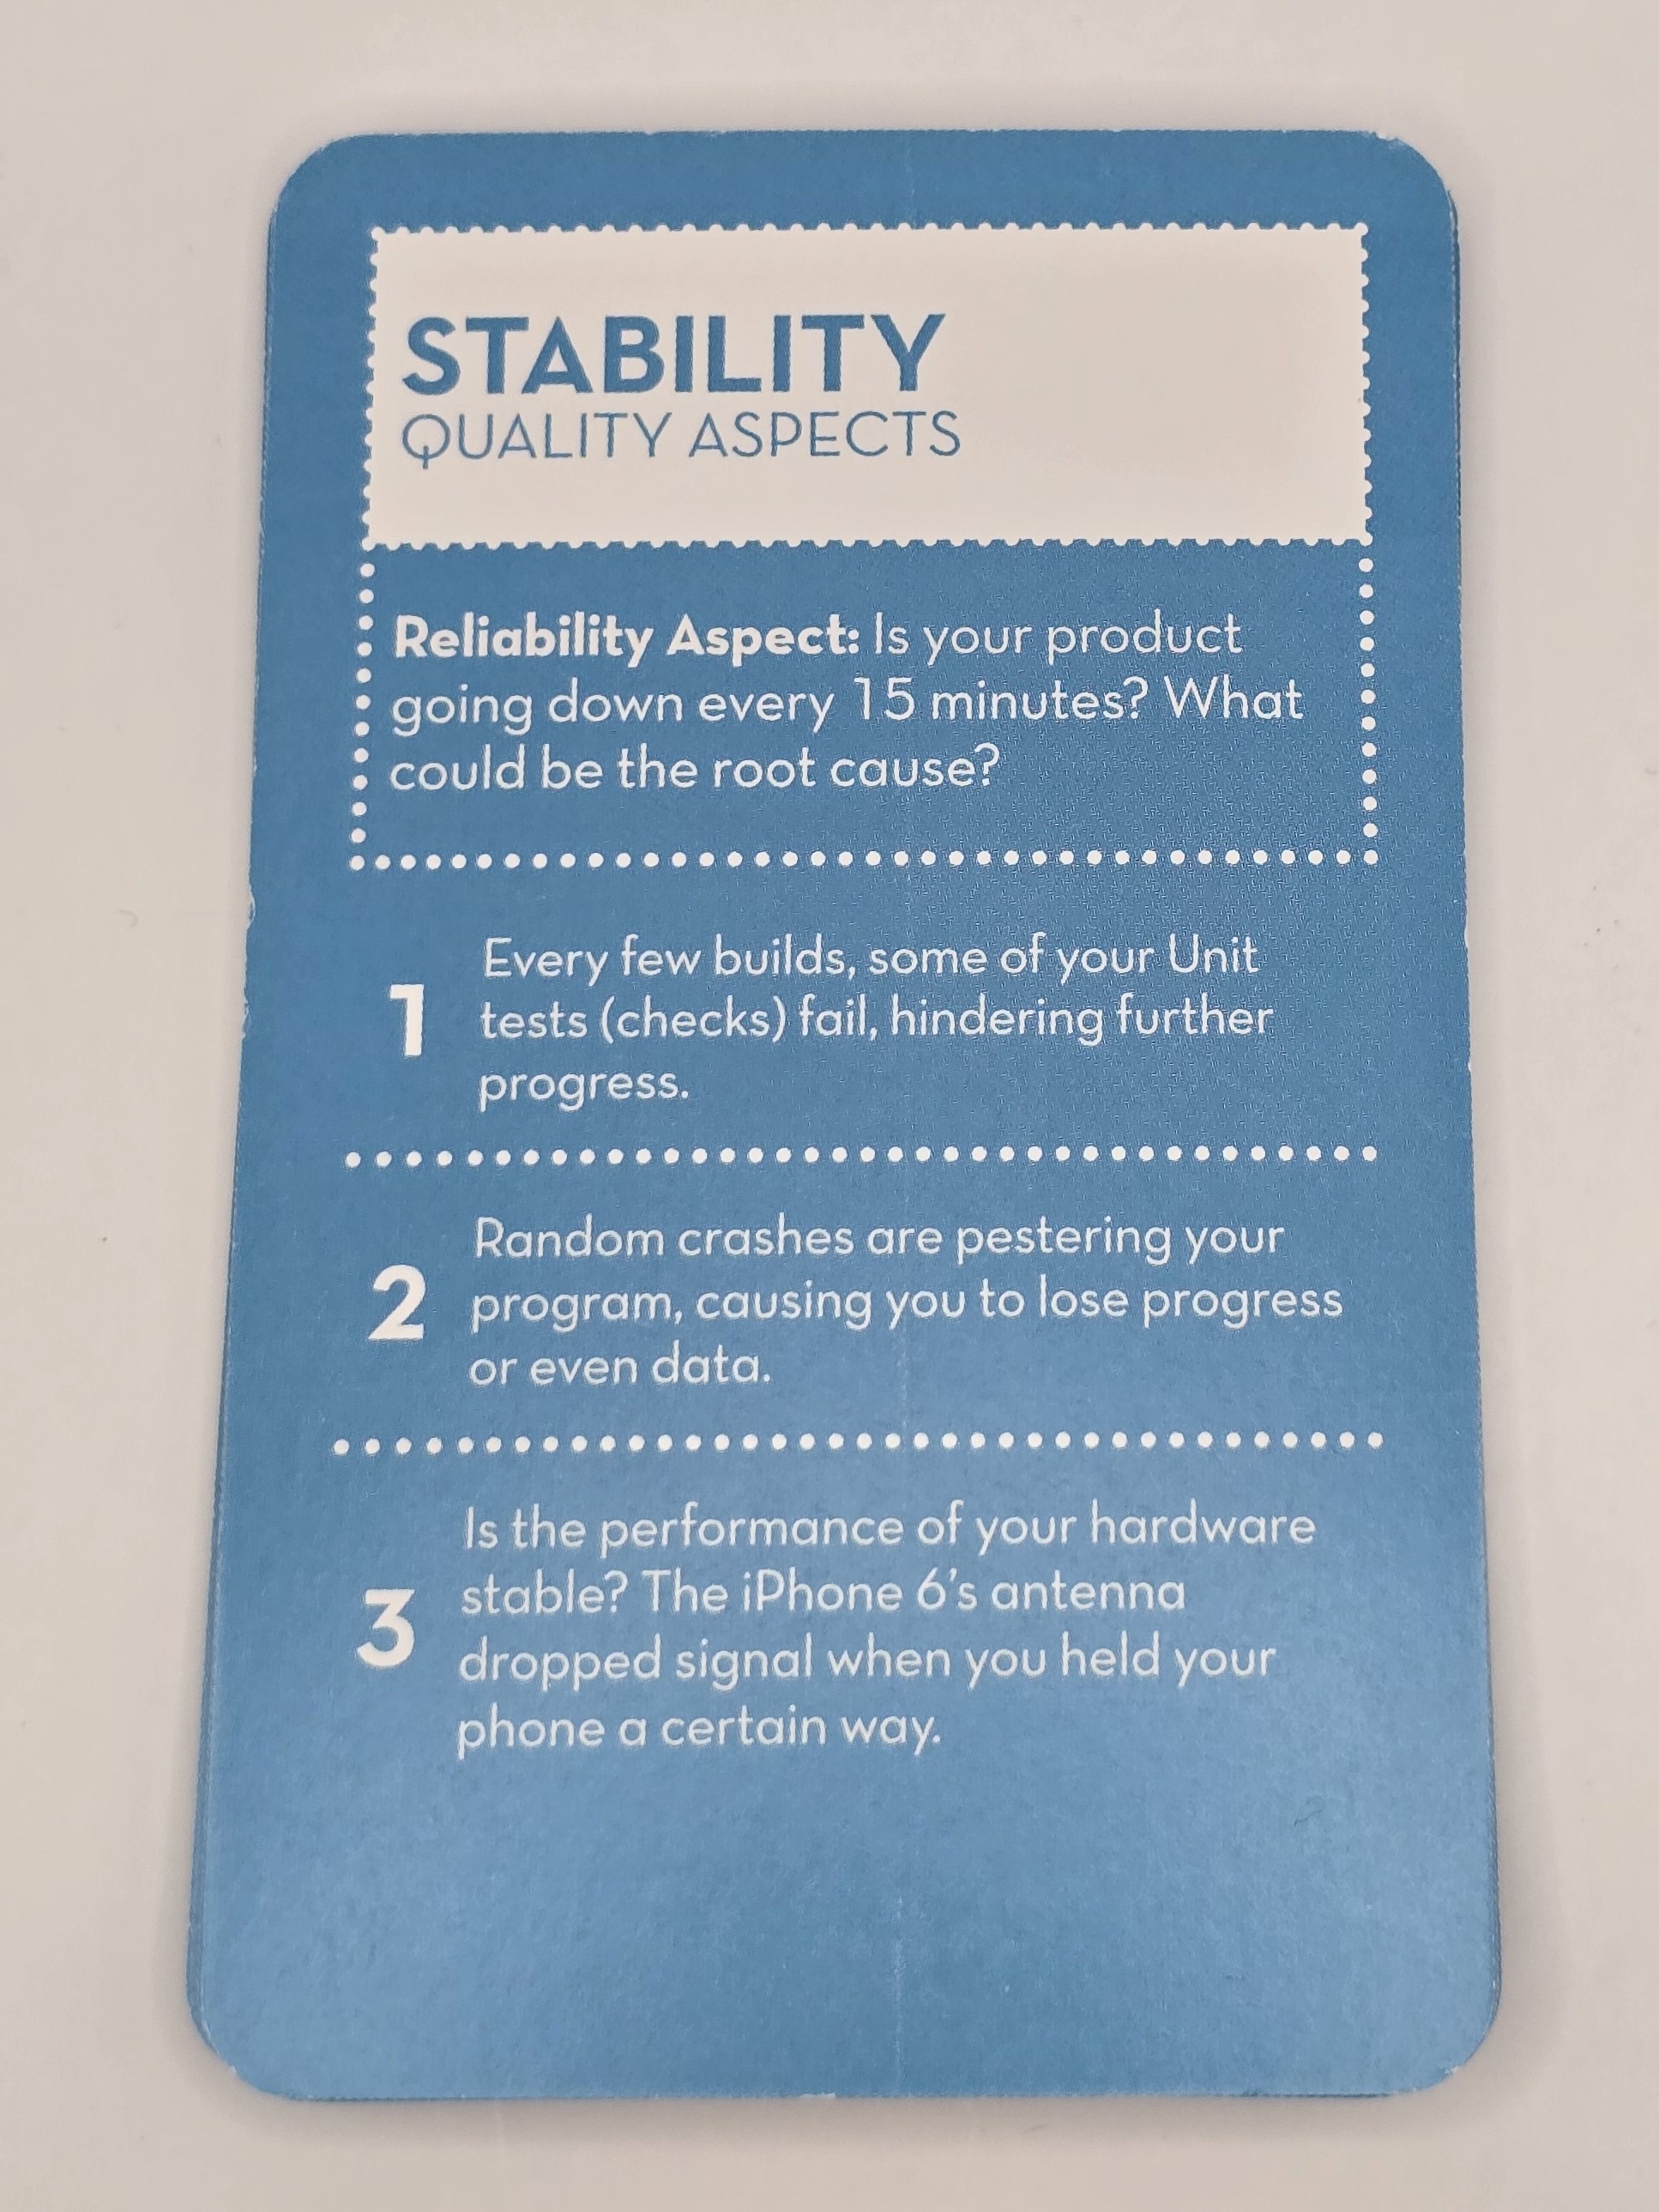 STABILITY
QUALITY ASPECTS
Reliability Aspect: Is your product
going down every 15 minutes? What
could be the root cause?
1
Every few builds, some of your Unit
tests (checks) fail, hindering further
progress.
2
Random crashes are pestering your
program, causing you to lose progress
or even data.
3
Is the performance of your hardware
stable? The iPhone 6's antenna
dropped signal when you held your
phone a certain way.